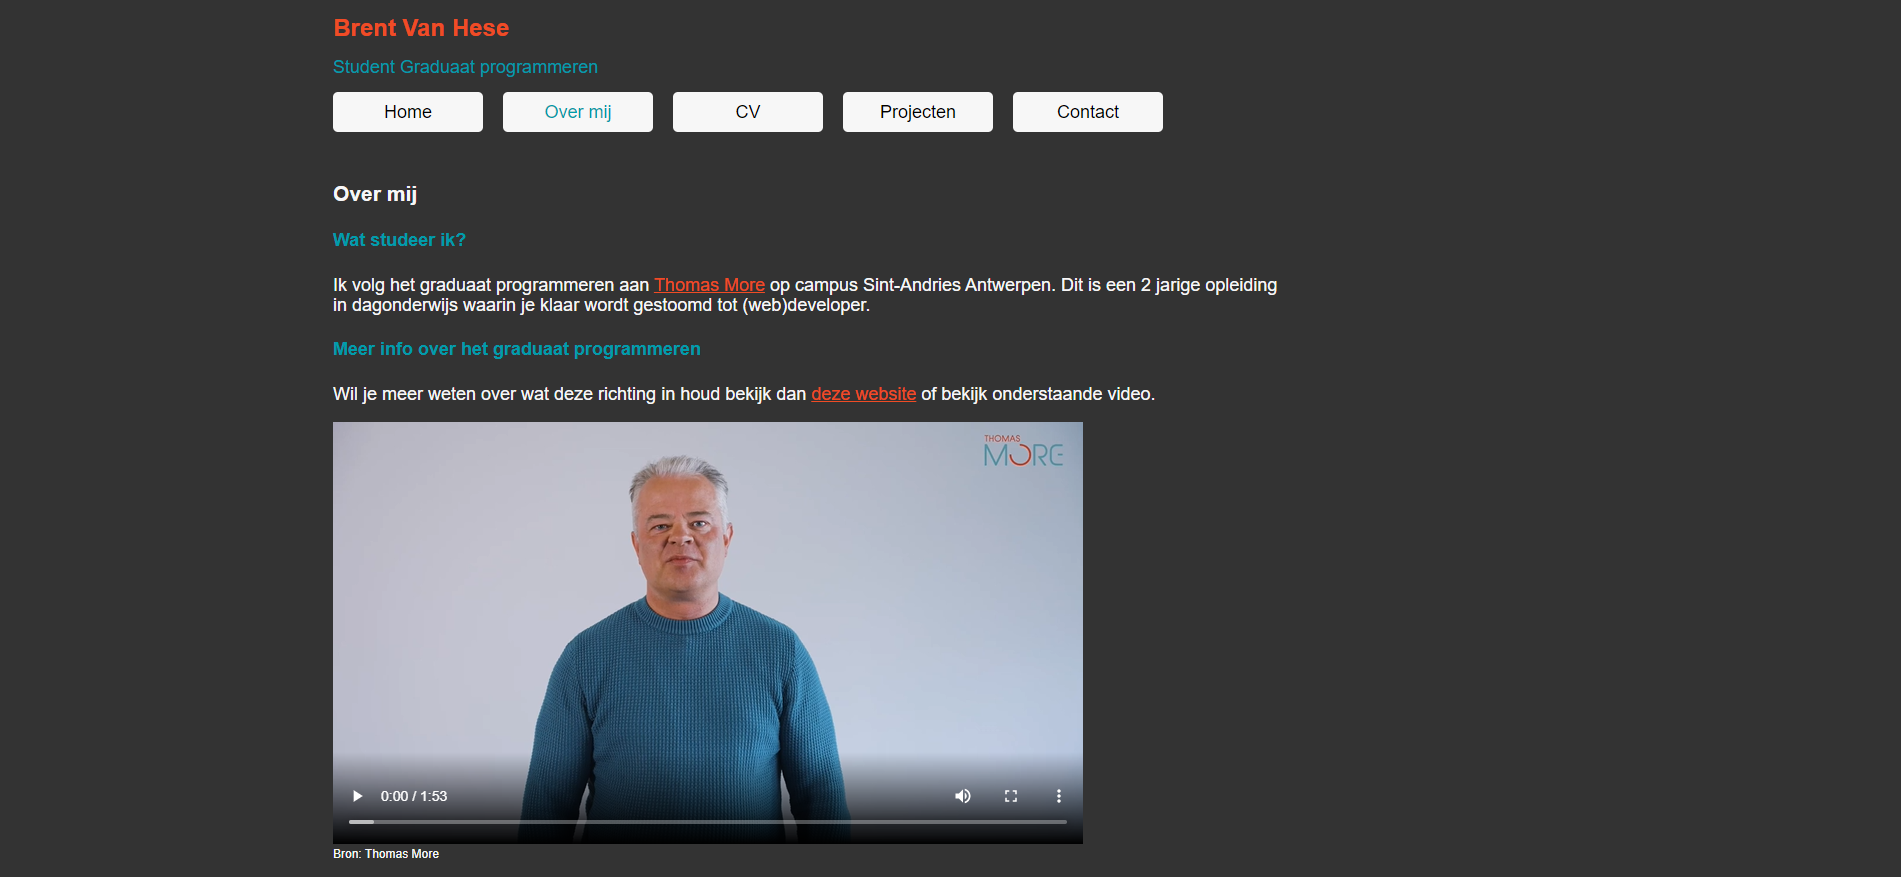 Brent Van Hese
Student Graduaat programmeren
Home Over mij CV Projecten Contact
Over mij
Wat studeer ik?
Ik volg het graduaat programmeren aan Thomas More op campus Sint-Andries Antwerpen. Dit is een 2 jarige opleiding
in dagonderwijs waarin je klaar wordt gestoomd tot (web)developer.
Meer info over het graduaat programmeren
Wil je meer weten over wat deze richting in houd bekijk dan deze website of bekijk onderstaande video.
THOMAS
MORE
0:00 / 1:53
Bron: Thomas More